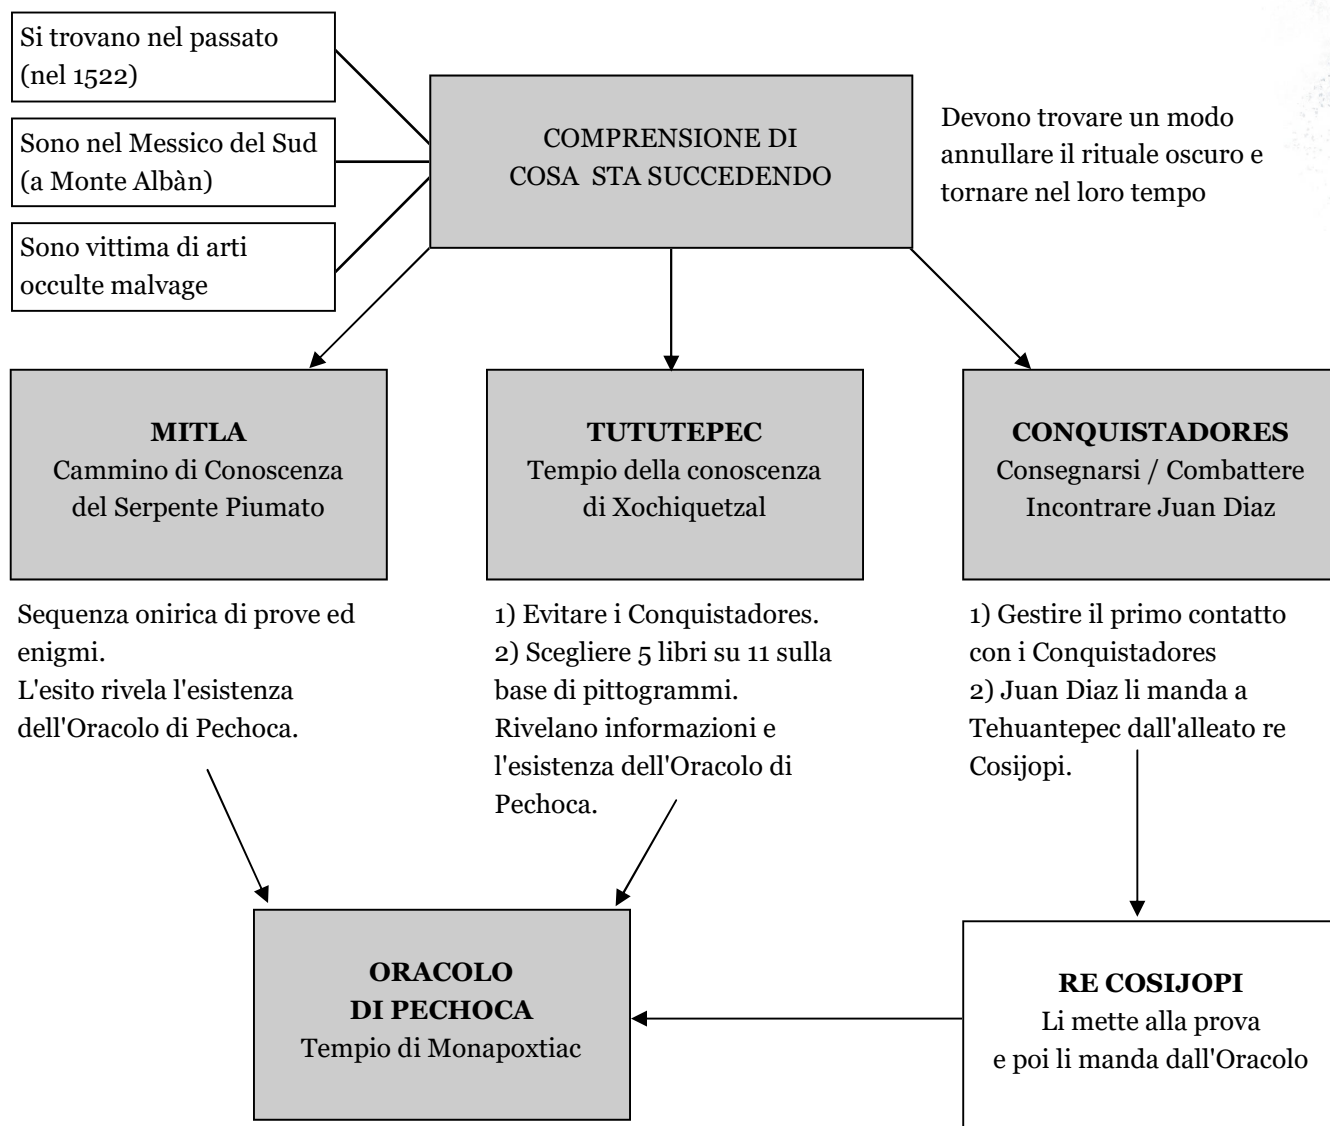 Si trovano nel passato
(nel 1522)
Sono nel Messico del Sud
(a Monte Albàn)
Sono vittima di arti
occulte malvage
COMPRENSIONE DI
COSA STA SUCCEDENDO
Devono trovare un modo
annullare il rituale oscuro e
tornare nel loro tempo
MITLA
Cammino di Conoscenza
del Serpente Piumato
TUTUTEPEC
Tempio della conoscenza
di Xochiquetzal
CONQUISTADORES
Consegnarsi / Combattere
Incontrare Juan Diaz
Sequenza onirica di prove ed
enigmi.
L'esito rivela l'esistenza
dell'Oracolo di Pechoca.
1) Evitare i Conquistadores.
2) Scegliere 5 libri su 11 sulla
base di pittogrammi.
Rivelano informazioni e
l'esistenza dell'Oracolo di
Pechoca.
1) Gestire il primo contatto
con i Conquistadores
2) Juan Diaz li manda a
Tehuantepec dall'alleato re
Cosijopi.
ORACOLO
DI PECHOCA
Tempio di Monapoxtiac
RE COSIJOPI
Li mette alla prova
e poi li manda dall'Oracolo